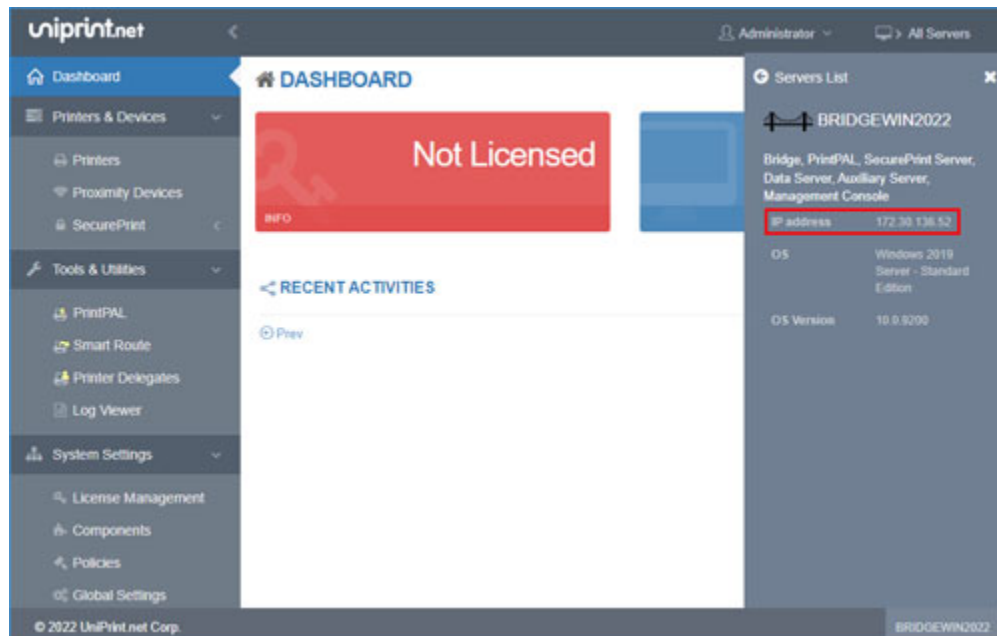 uniprint.net
Administrator
> All Servers
Dashboard
Printers & Devices
Printers
Proximity Devices
SecurePrint
Tools & Utilities
PrintPAL
Smart Route
Printer Delegates
Log Viewer
System Settings
License Management
Components
Policies
Global Settings
DASHBOARD
Not Licensed
INFO
RECENT ACTIVITIES
Prev
Servers List
BRIDGEWIN2022
Bridge, PrintPAL, SecurePrint Server,
Data Server, Auxiliary Server,
Management Console
IP address 172.30.136.52
OS Windows 2019
Server - Standard
Edition
OS Version 10.0.9200
© 2022 UniPrint.net Corp.
BRIDGEWIN2022